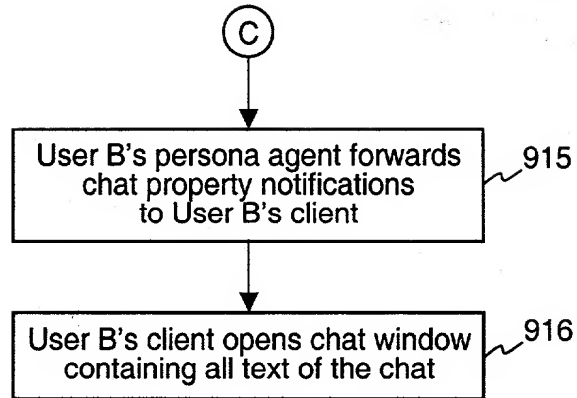 C
User B's persona agent forwards
chat property notifications
to User B's client
915
User B's client opens chat window
containing all text of the chat
916